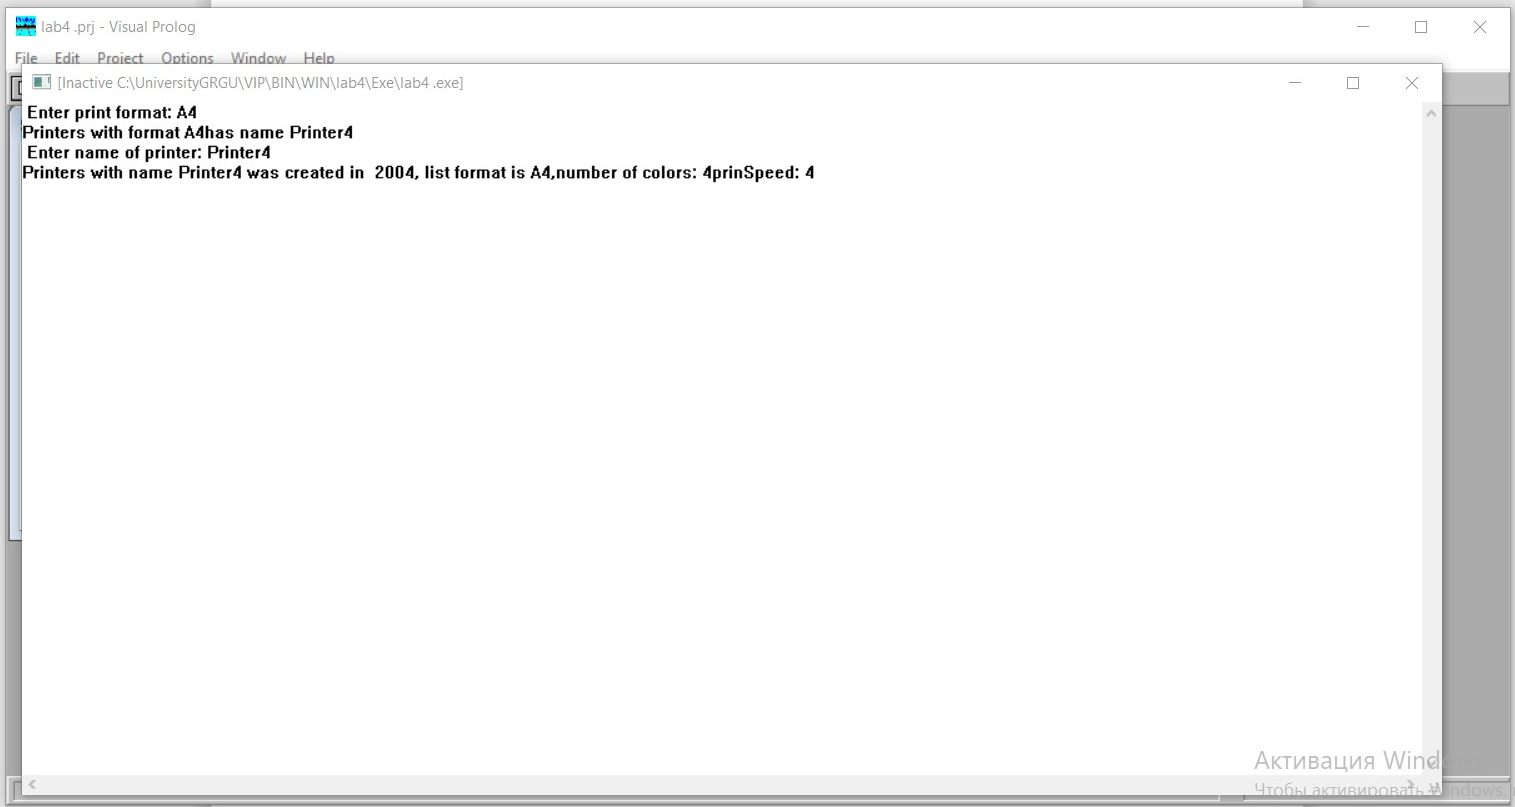 lab4 .prj - Visual Prolog
File Edit Project Options Window Help
[Inactive C:\UniversityGRGU\VIP\BIN\WIN\lab4\Exe\lab4 .exe]
Enter print format: A4
Printers with format A4has name Printer4
Enter name of printer: Printer4
Printers with name Printer4 was created in  2004, list format is A4,number of colors: 4prinSpeed: 4
Активация Windows
Чтобы активировать Windows,